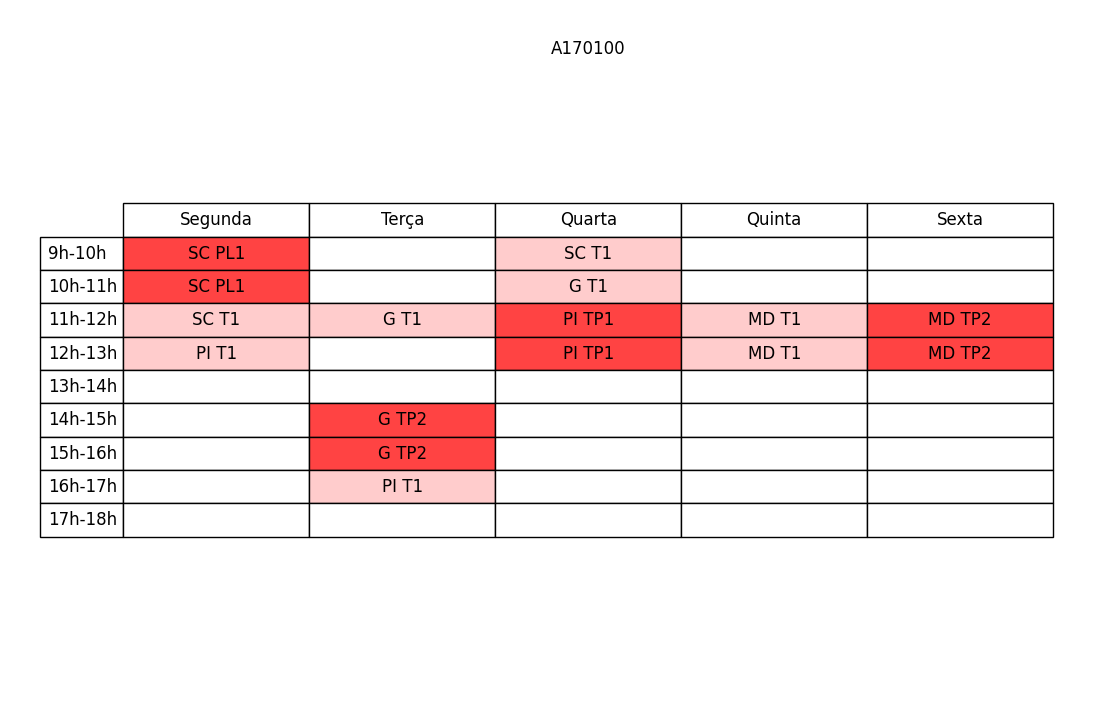 A170100
Segunda Terça Quarta Quinta Sexta
9h-10h SC PL1 SC T1
10h-11h SC PL1 G T1
11h-12h SC T1 G T1 PI TP1 MD T1 MD TP2
12h-13h PI T1 PI TP1 MD T1 MD TP2
13h-14h
14h-15h G TP2
15h-16h G TP2
16h-17h PI T1
17h-18h